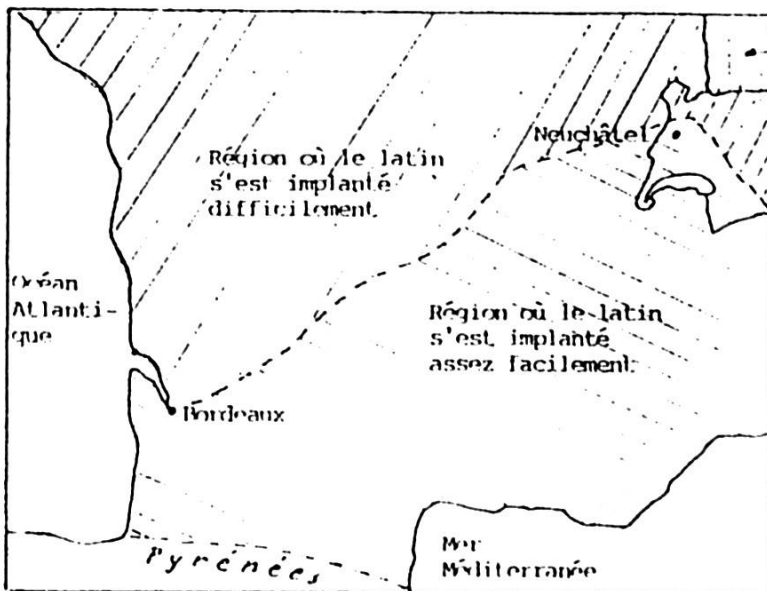 Neuchâtel
Région où le latin
s'est implanté
difficilement
Océan
Atlanti-
que
Région où le latin
s'est implanté
assez facilement
Bordeaux
Pyrénées
Mer
Méditerranée